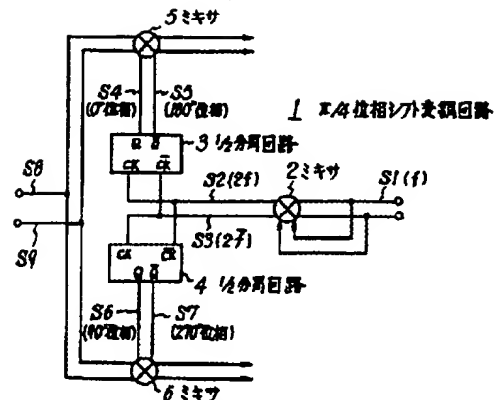 5 ミキサ
S4
(0°位相)
S5
(180°位相)
1 π/4位相シフト変調回路
Q Q̅
3 1/2分周回路
CK C̅K̅
S8
S2(2f)
2 ミキサ
S1(f)
S9
S3(2f̅)
CK C̅K̅
Q Q̅
4 1/2分周回路
S6
(90°位相)
S7
(270°位相)
6 ミキサ